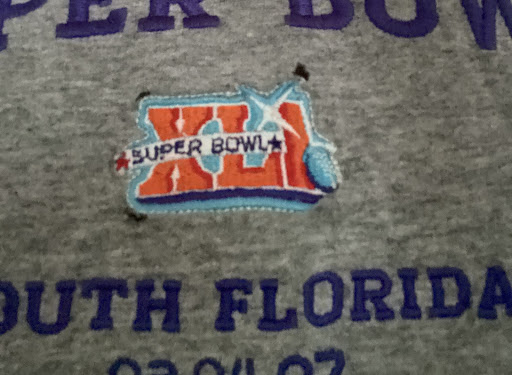 PER BOW
XLI
SUPER BOWL
OUTH FLORIDA